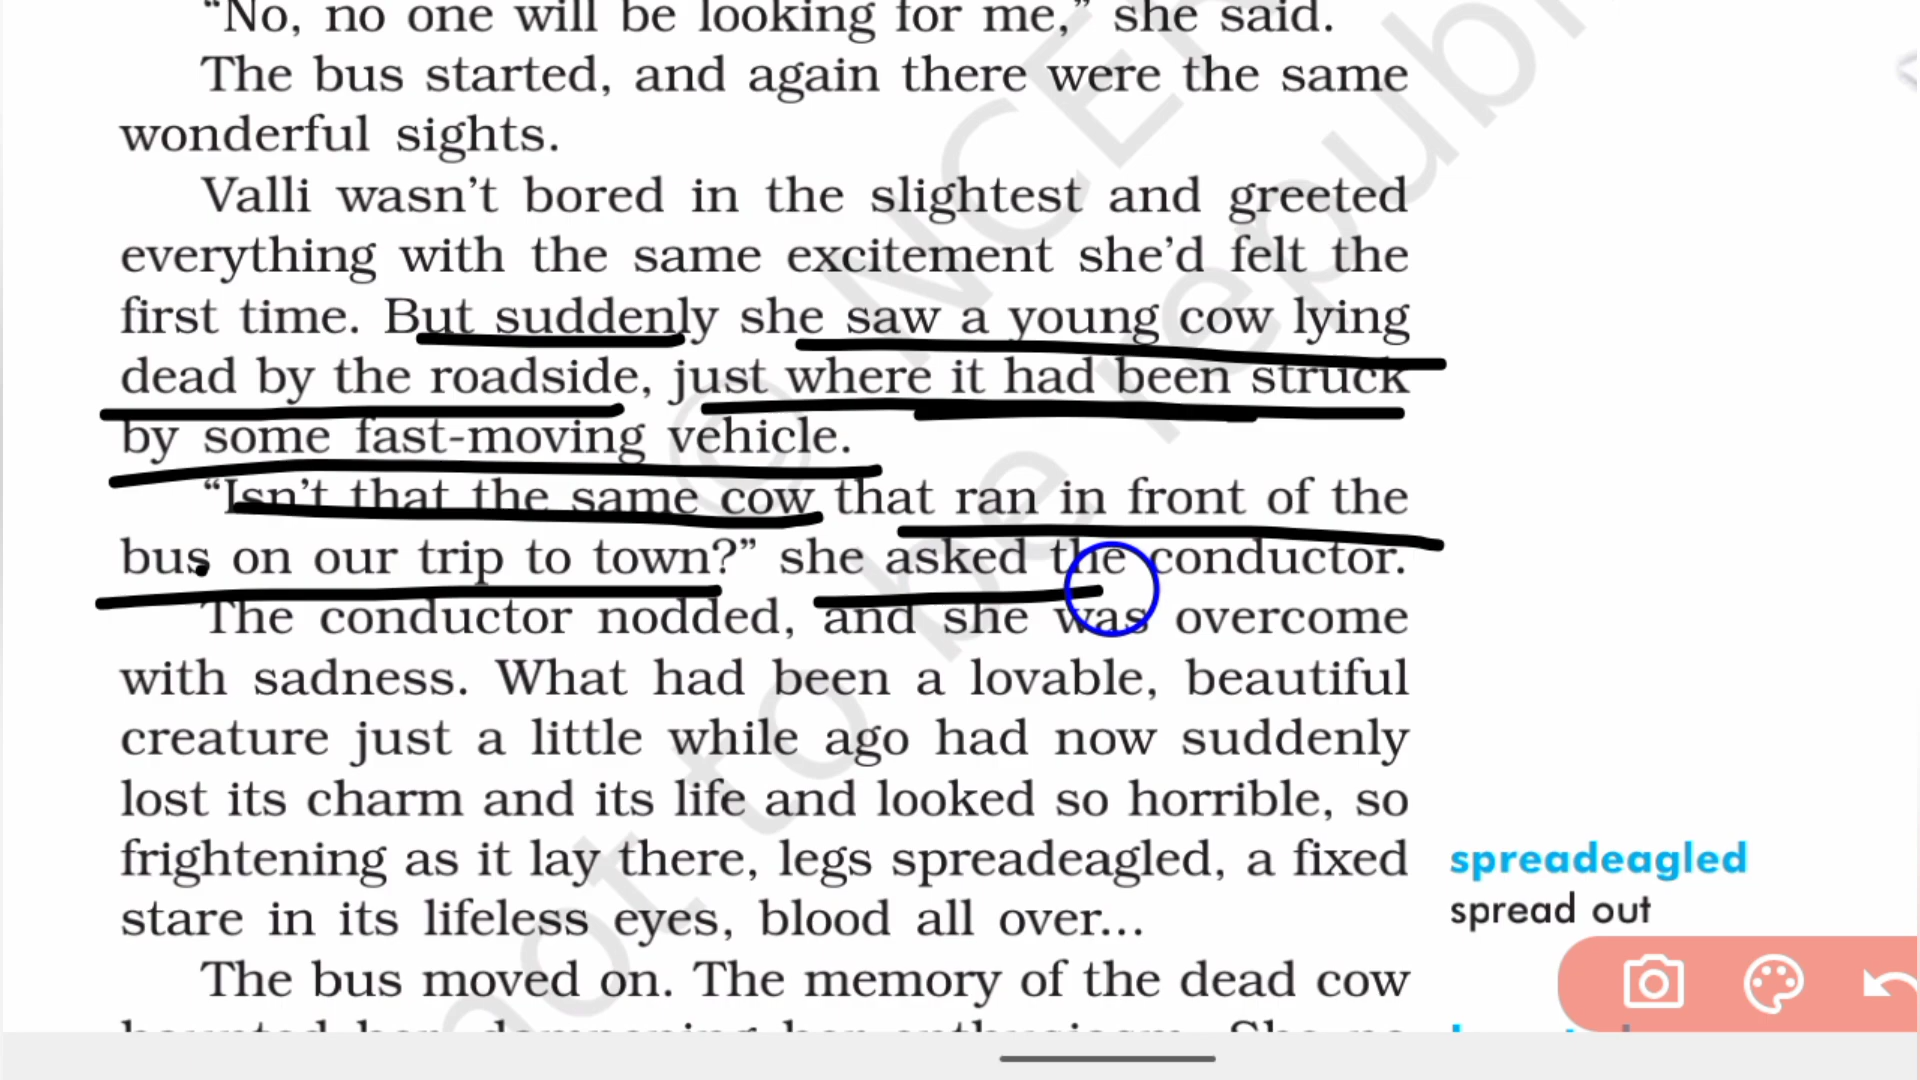 “No, no one will be looking for me,” she said.
The bus started, and again there were the same
wonderful sights.
Valli wasn’t bored in the slightest and greeted
everything with the same excitement she’d felt the
first time. But suddenly she saw a young cow lying
dead by the roadside, just where it had been struck
by some fast-moving vehicle.
“Isn’t that the same cow that ran in front of the
bus on our trip to town?” she asked the conductor.
The conductor nodded, and she was overcome
with sadness. What had been a lovable, beautiful
creature just a little while ago had now suddenly
lost its charm and its life and looked so horrible, so
frightening as it lay there, legs spreadeagled, a fixed
stare in its lifeless eyes, blood all over...
spreadeagled
spread out
The bus moved on. The memory of the dead cow
© NCE
not to be republ